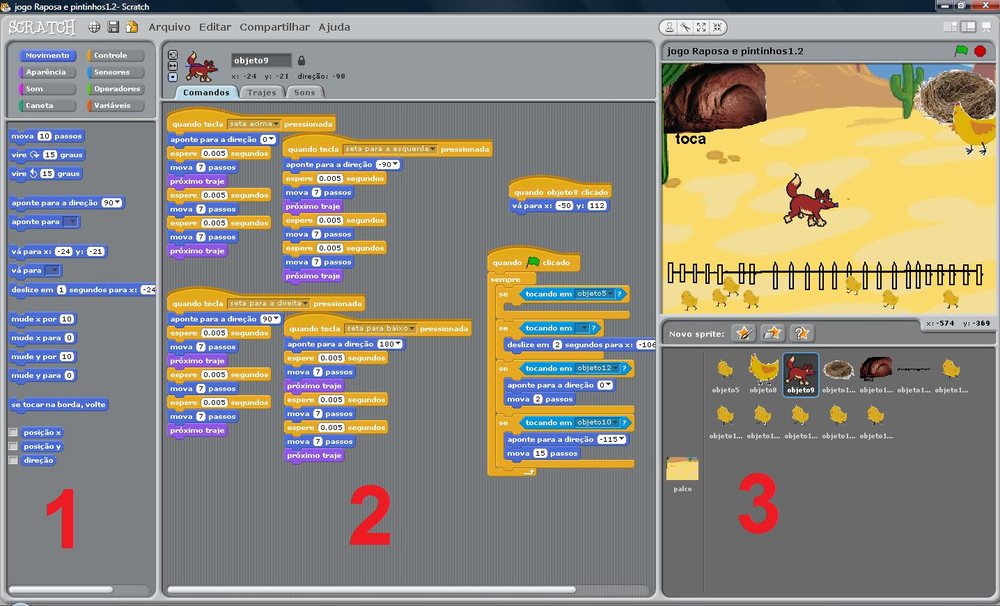 jogo Raposa e pintinhos1.2- Scratch
SCRATCH
Arquivo Editar Compartilhar Ajuda
Movimento
Controle
Aparência
Sensores
Som
Operadores
Caneta
Variáveis
mova 10 passos
vire 15 graus
vire 15 graus
aponte para a direção 90
aponte para
vá para x: -24 y: -21
vá para
deslize em 1 segundos para x: -24
mude x por 10
mude x para 0
mude y por 10
mude y para 0
se tocar na borda, volte
posição x
posição y
direção
1
objeto9
x: -24 y: -21 direção: -90
Comandos
Trajes
Sons
quando tecla seta acima pressionada
aponte para a direção 0
espere 0.005 segundos
mova 7 passos
próximo traje
espere 0.005 segundos
mova 7 passos
espere 0.005 segundos
mova 7 passos
próximo traje
quando tecla seta para a esquerda pressionada
aponte para a direção -90
espere 0.005 segundos
mova 7 passos
próximo traje
espere 0.005 segundos
mova 7 passos
espere 0.005 segundos
mova 7 passos
próximo traje
quando objeto9 clicado
vá para x: -50 y: 112
quando tecla seta para a direita pressionada
aponte para a direção 90
espere 0.005 segundos
mova 7 passos
próximo traje
espere 0.005 segundos
mova 7 passos
espere 0.005 segundos
mova 7 passos
próximo traje
quando tecla seta para baixo pressionada
aponte para a direção 180
espere 0.005 segundos
mova 7 passos
próximo traje
espere 0.005 segundos
mova 7 passos
espere 0.005 segundos
mova 7 passos
próximo traje
quando clicado
sempre
se tocando em objeto5 ?
se tocando em ?
deslize em 2 segundos para x: -106
se tocando em objeto12 ?
aponte para a direção 0
mova 2 passos
se tocando em objeto10 ?
aponte para a direção -115
mova 15 passos
2
jogo Raposa e pintinhos1.2
toca
x: -574 y: -369
Novo sprite:
objeto5 objeto8 objeto9 objeto1... objeto1... objeto1... objeto1...
objeto1... objeto1... objeto1... objeto1... objeto1...
palco
3